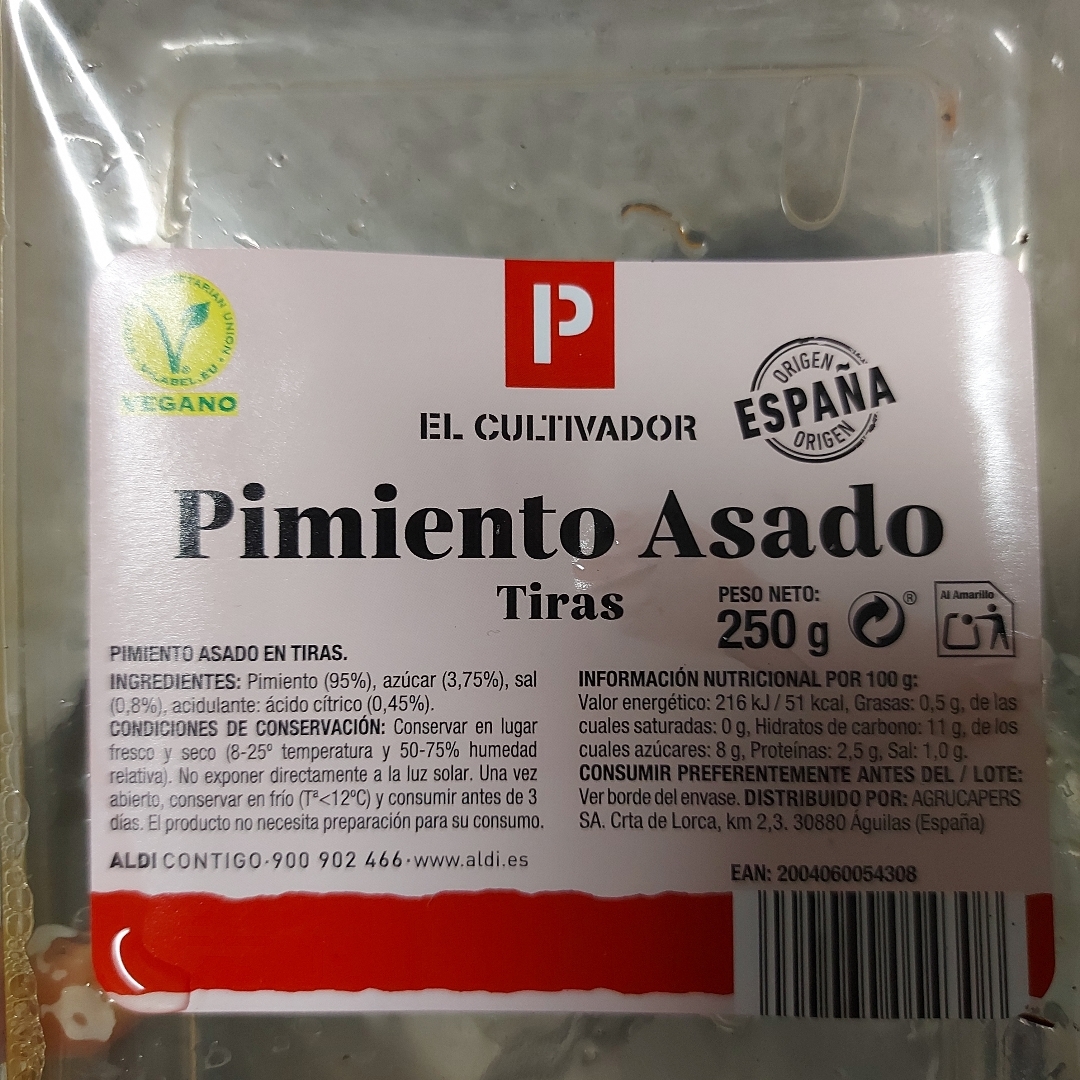 VEGETARIAN UNION •
V-LABEL.EU •
VEGANO
P
EL CULTIVADOR
ORIGEN
ESPAÑA
ORIGEN
Pimiento Asado
Tiras
PESO NETO:
250 g
®
Al Amarillo
PIMIENTO ASADO EN TIRAS.
INGREDIENTES: Pimiento (95%), azúcar (3,75%), sal
(0,8%), acidulante: ácido cítrico (0,45%).
CONDICIONES DE CONSERVACIÓN: Conservar en lugar
fresco y seco (8-25º temperatura y 50-75% humedad
relativa). No exponer directamente a la luz solar. Una vez
abierto, conservar en frío (Tª<12ºC) y consumir antes de 3
días. El producto no necesita preparación para su consumo.
ALDI CONTIGO·900 902 466·www.aldi.es
INFORMACIÓN NUTRICIONAL POR 100 g:
Valor energético: 216 kJ / 51 kcal, Grasas: 0,5 g, de las
cuales saturadas: 0 g, Hidratos de carbono: 11 g, de los
cuales azúcares: 8 g, Proteínas: 2,5 g, Sal: 1,0 g.
CONSUMIR PREFERENTEMENTE ANTES DEL / LOTE:
Ver borde del envase. DISTRIBUIDO POR: AGRUCAPERS
SA. Crta de Lorca, km 2,3. 30880 Águilas (España)
EAN: 2004060054308